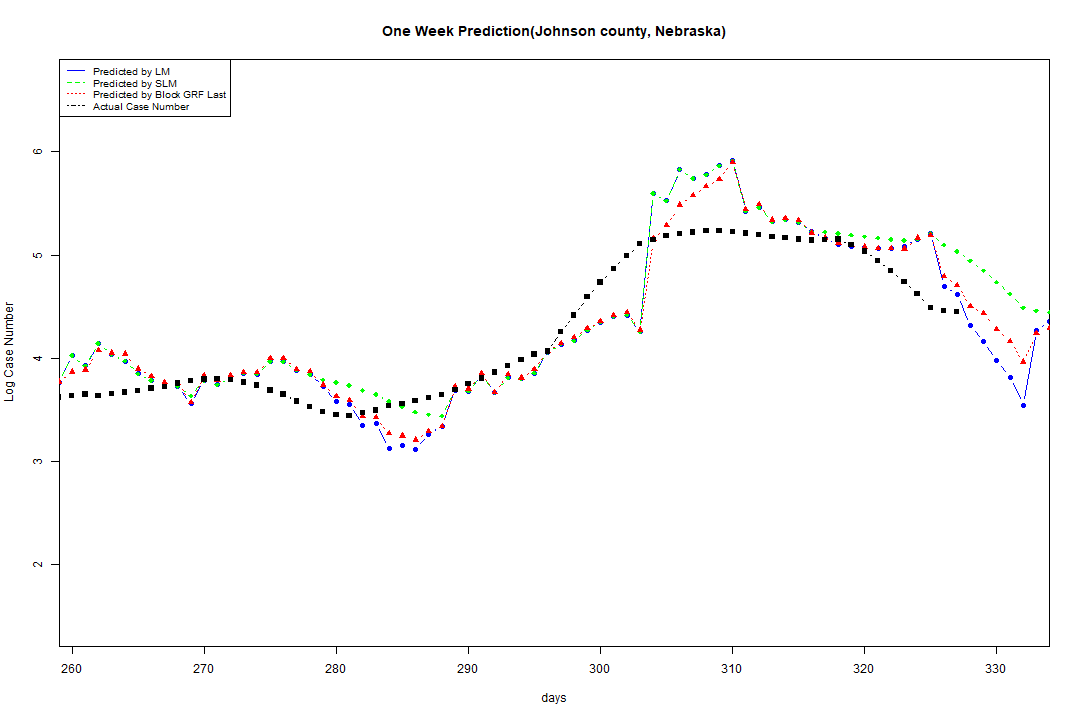 One Week Prediction(Johnson county, Nebraska)
Predicted by LM
Predicted by SLM
Predicted by Block GRF Last
Actual Case Number
6
5
4
3
2
Log Case Number
260 270 280 290 300 310 320 330
days